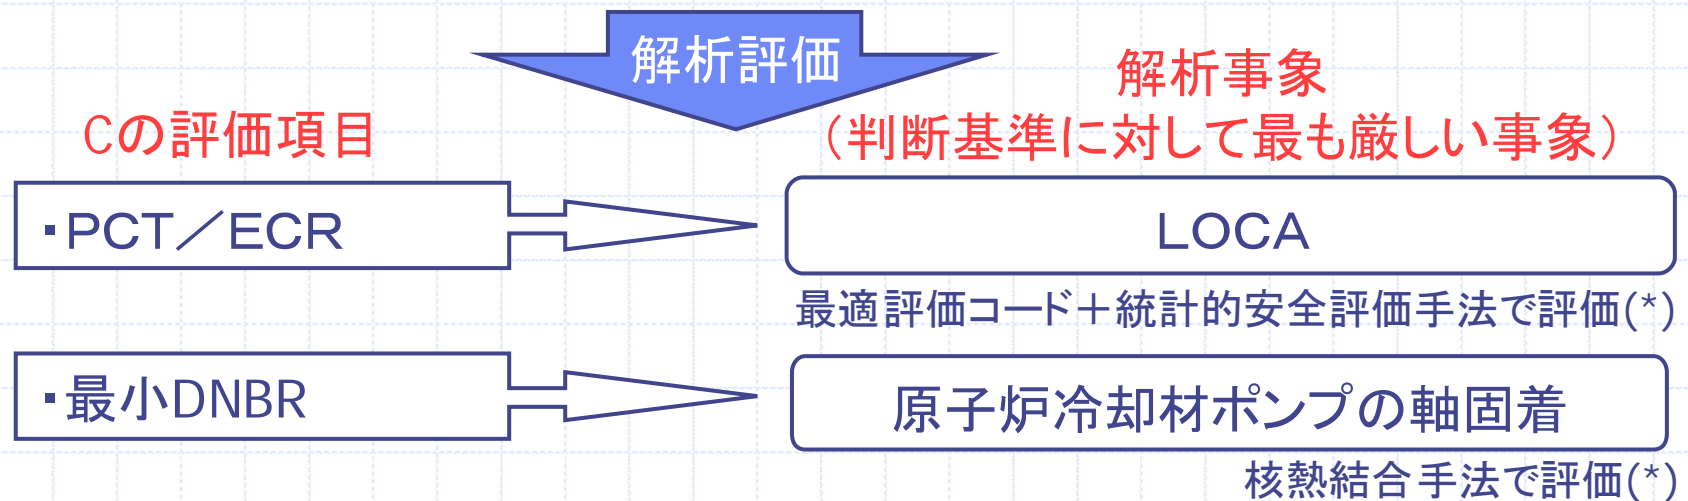 解析評価
解析事象
Cの評価項目
（判断基準に対して最も厳しい事象）
▪PCT／ECR
LOCA
最適評価コード＋統計的安全評価手法で評価(*)
▪最小DNBR
原子炉冷却材ポンプの軸固着
核熱結合手法で評価(*)